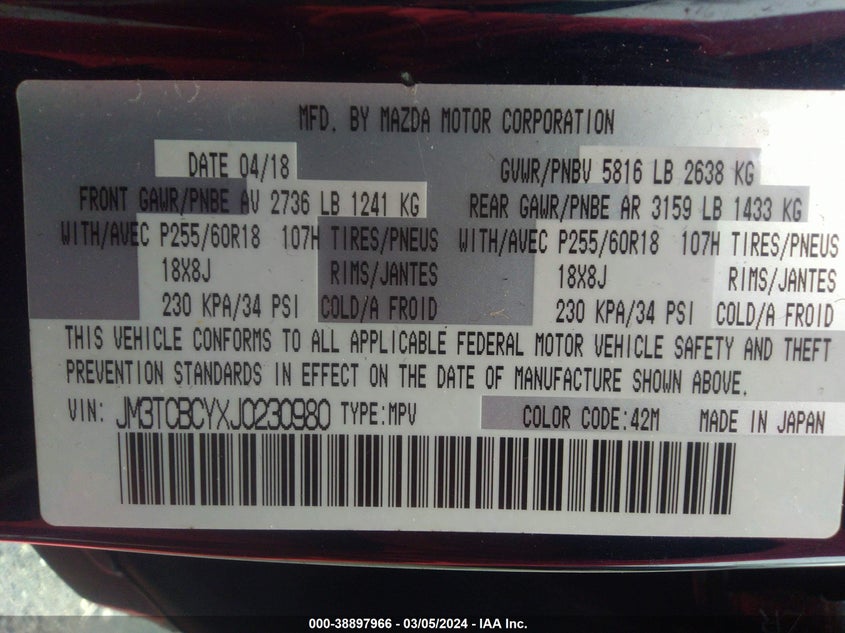 MFD. BY MAZDA MOTOR CORPORATION
DATE 04/18 GVWR/PNBV 5816 LB 2638 KG
FRONT GAWR/PNBE AV 2736 LB 1241 KG REAR GAWR/PNBE AR 3159 LB 1433 KG
WITH/AVEC P255/60R18 107H TIRES/PNEUS WITH/AVEC P255/60R18 107H TIRES/PNEUS
18X8J RIMS/JANTES 18X8J RIMS/JANTES
230 KPA/34 PSI COLD/A FROID 230 KPA/34 PSI COLD/A FROID
THIS VEHICLE CONFORMS TO ALL APPLICABLE FEDERAL MOTOR VEHICLE SAFETY AND THEFT
PREVENTION STANDARDS IN EFFECT ON THE DATE OF MANUFACTURE SHOWN ABOVE.
VIN: JM3TCBCYXJ0230980 TYPE:MPV COLOR CODE:42M MADE IN JAPAN
000-38897966 - 03/05/2024 - IAA Inc.